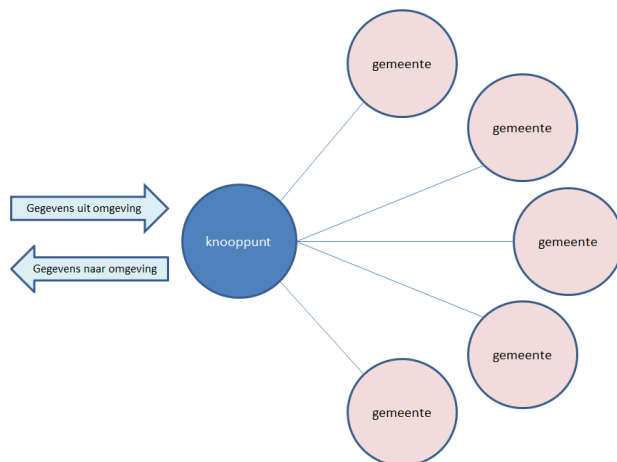 gemeente
gemeente
Gegevens uit omgeving
knooppunt
gemeente
Gegevens naar omgeving
gemeente
gemeente